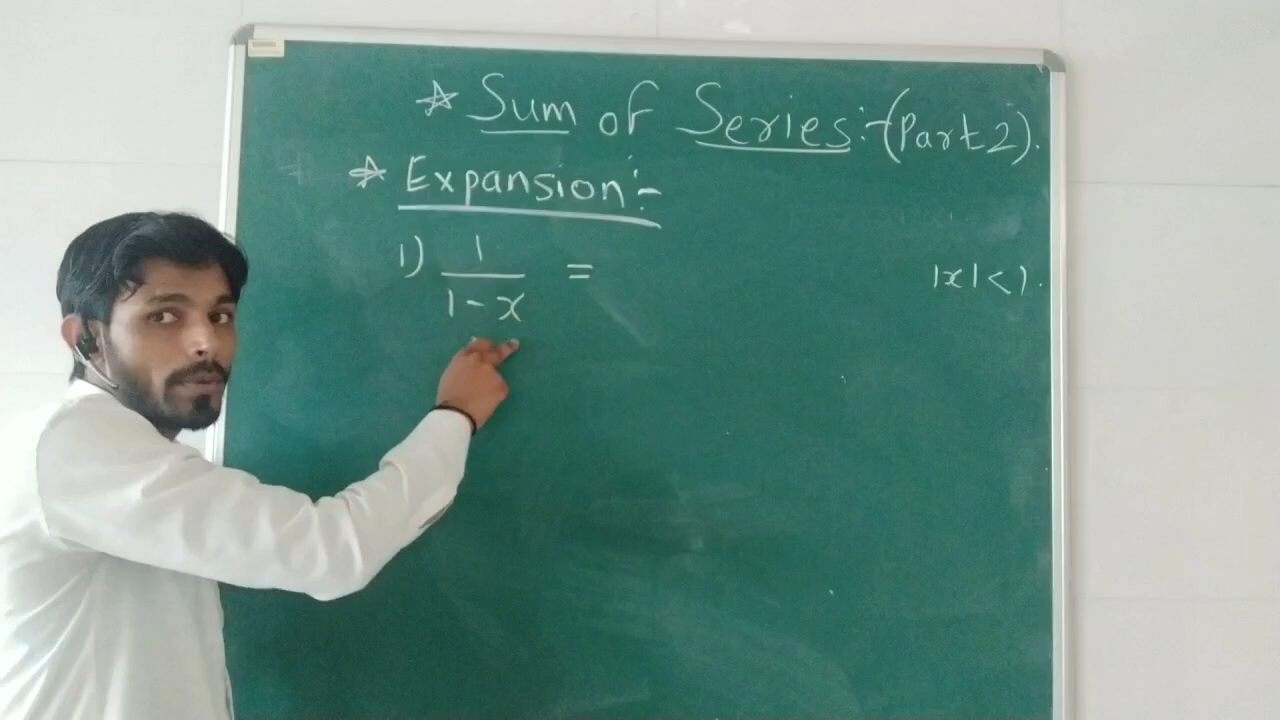 ☆ Sum of Series :- (Part 2).
☆ Expansion :-
1) 1/(1-x) = |x| < 1.